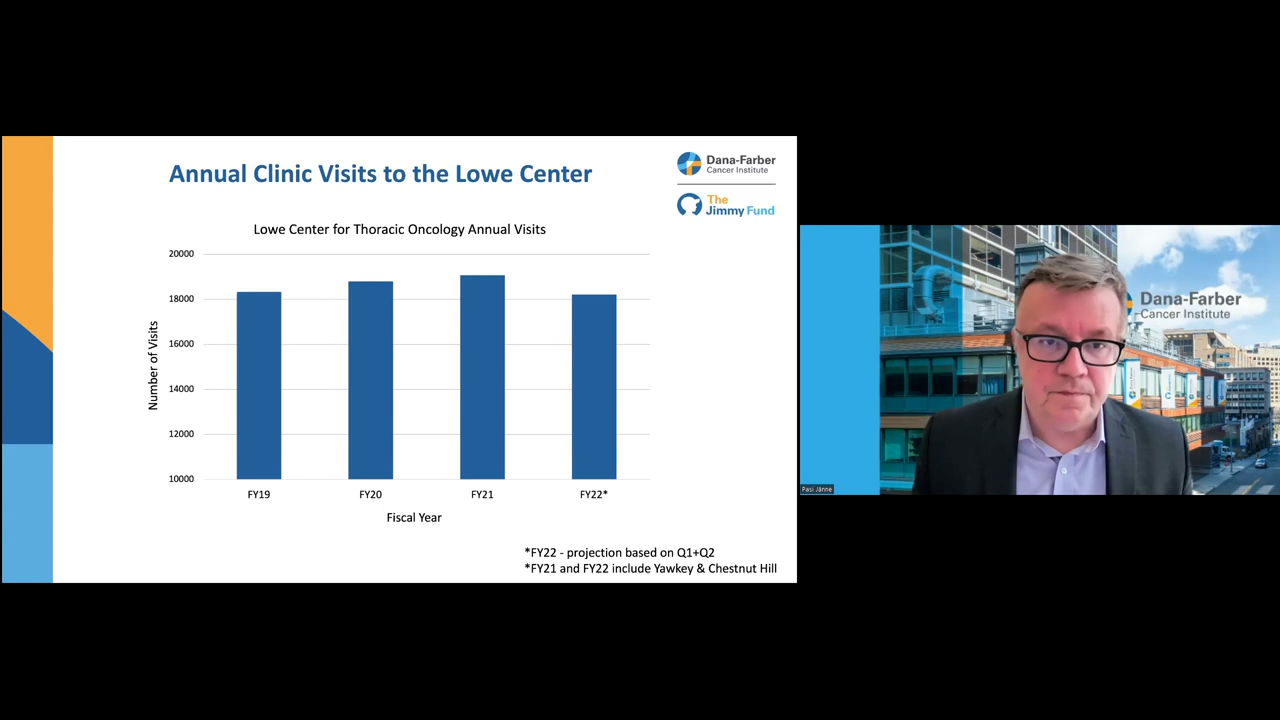 Annual Clinic Visits to the Lowe Center
Dana-Farber
Cancer Institute
The
Jimmy Fund
Lowe Center for Thoracic Oncology Annual Visits
20000
18000
16000
14000
12000
10000
Number of Visits
FY19
FY20
FY21
FY22*
Fiscal Year
*FY22 - projection based on Q1+Q2
*FY21 and FY22 include Yawkey & Chestnut Hill
Dana-Farber
Cancer Institute
Pasi Jänne